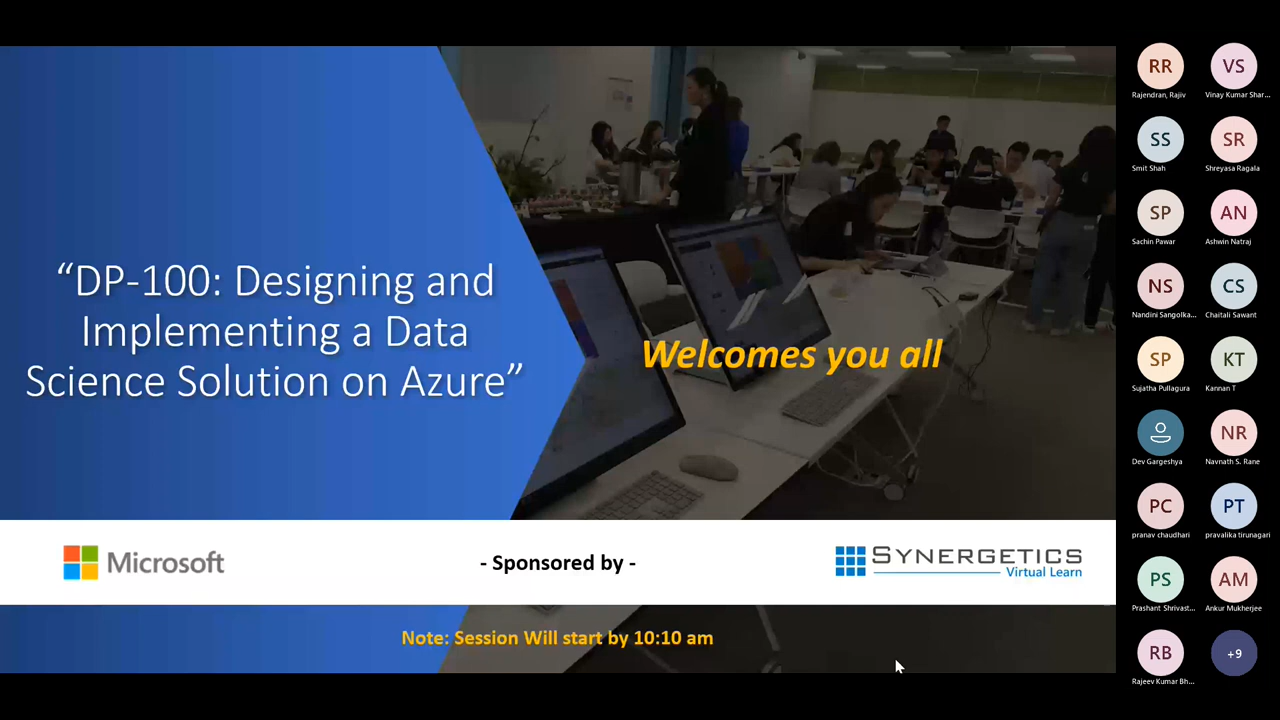 “DP-100: Designing and
Implementing a Data
Science Solution on Azure”
Welcomes you all
Microsoft
- Sponsored by -
SYNERGETICS
Virtual Learn
Note: Session Will start by 10:10 am
RR
Rajendran, Rajiv
VS
Vinay Kumar Shar...
SS
Smit Shah
SR
Shreyasa Ragala
SP
Sachin Pawar
AN
Ashwin Natraj
NS
Nandini Sangolka...
CS
Chaitali Sawant
SP
Sujatha Pullagura
KT
Kannan T
Dev Gargeshya
NR
Navnath S. Rane
PC
pranav chaudhari
PT
pravalika tirunagari
PS
Prashant Shrivast...
AM
Ankur Mukherjee
RB
Rajeev Kumar Bh...
+9